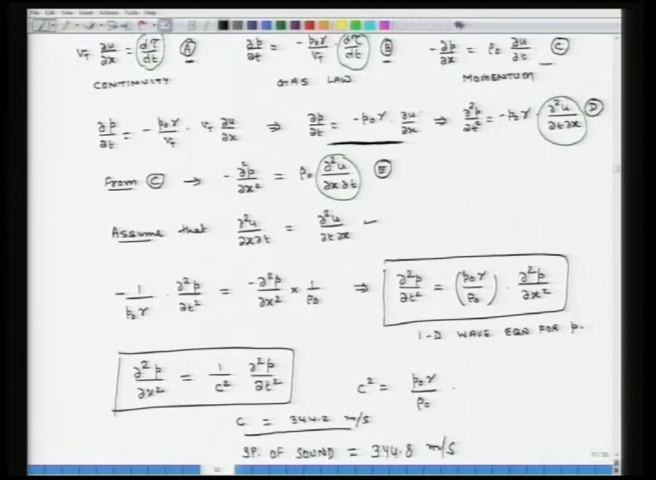 V_T ∂u/∂x = dτ/dt (A) ∂p/∂t = - p₀γ/V_T dτ/dt (B) -∂p/∂x = ρ₀ ∂u/∂t (C)
CONTINUITY GAS LAW MOMENTUM
∂p/∂t = - p₀γ/V_T · V_T ∂u/∂x ⇒ ∂p/∂t = -p₀γ · ∂u/∂x ⇒ ∂²p/∂t² = -p₀γ · ∂²u/∂t∂x (D)
From (C) → -∂²p/∂x² = ρ₀ ∂²u/∂x∂t (E)
Assume that ∂²u/∂x∂t = ∂²u/∂t∂x
-1/p₀γ · ∂²p/∂t² = -∂²p/∂x² × 1/ρ₀ ⇒ ∂²p/∂t² = (p₀γ/ρ₀) · ∂²p/∂x²
1-D WAVE EQN FOR p.
∂²p/∂x² = 1/c² ∂²p/∂t² c² = p₀γ/ρ₀ .
c = 344.2 m/s
SP. OF SOUND = 344.8 m/s